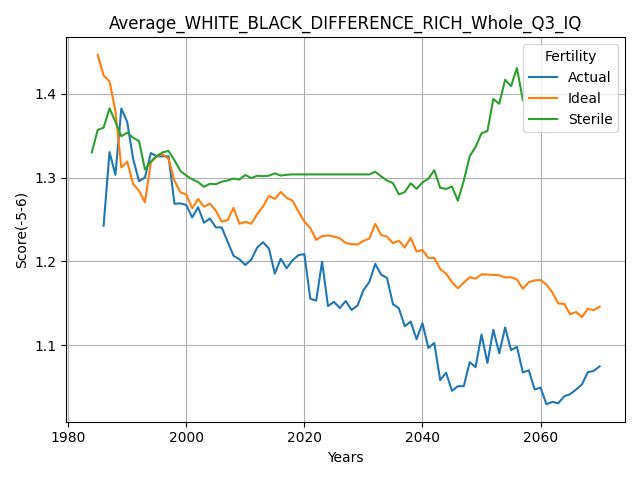 Average_WHITE_BLACK_DIFFERENCE_RICH_Whole_Q3_IQ
Fertility
Actual
Ideal
Sterile
1.4
1.3
1.2
1.1
Score(-5-6)
1980
2000
2020
2040
2060
Years